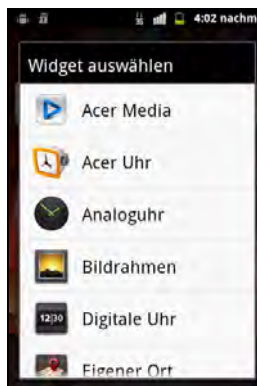 4:02 nachm
Widget auswählen
Acer Media
Acer Uhr
Analoguhr
Bildrahmen
12|30 Digitale Uhr
Eigener Ort